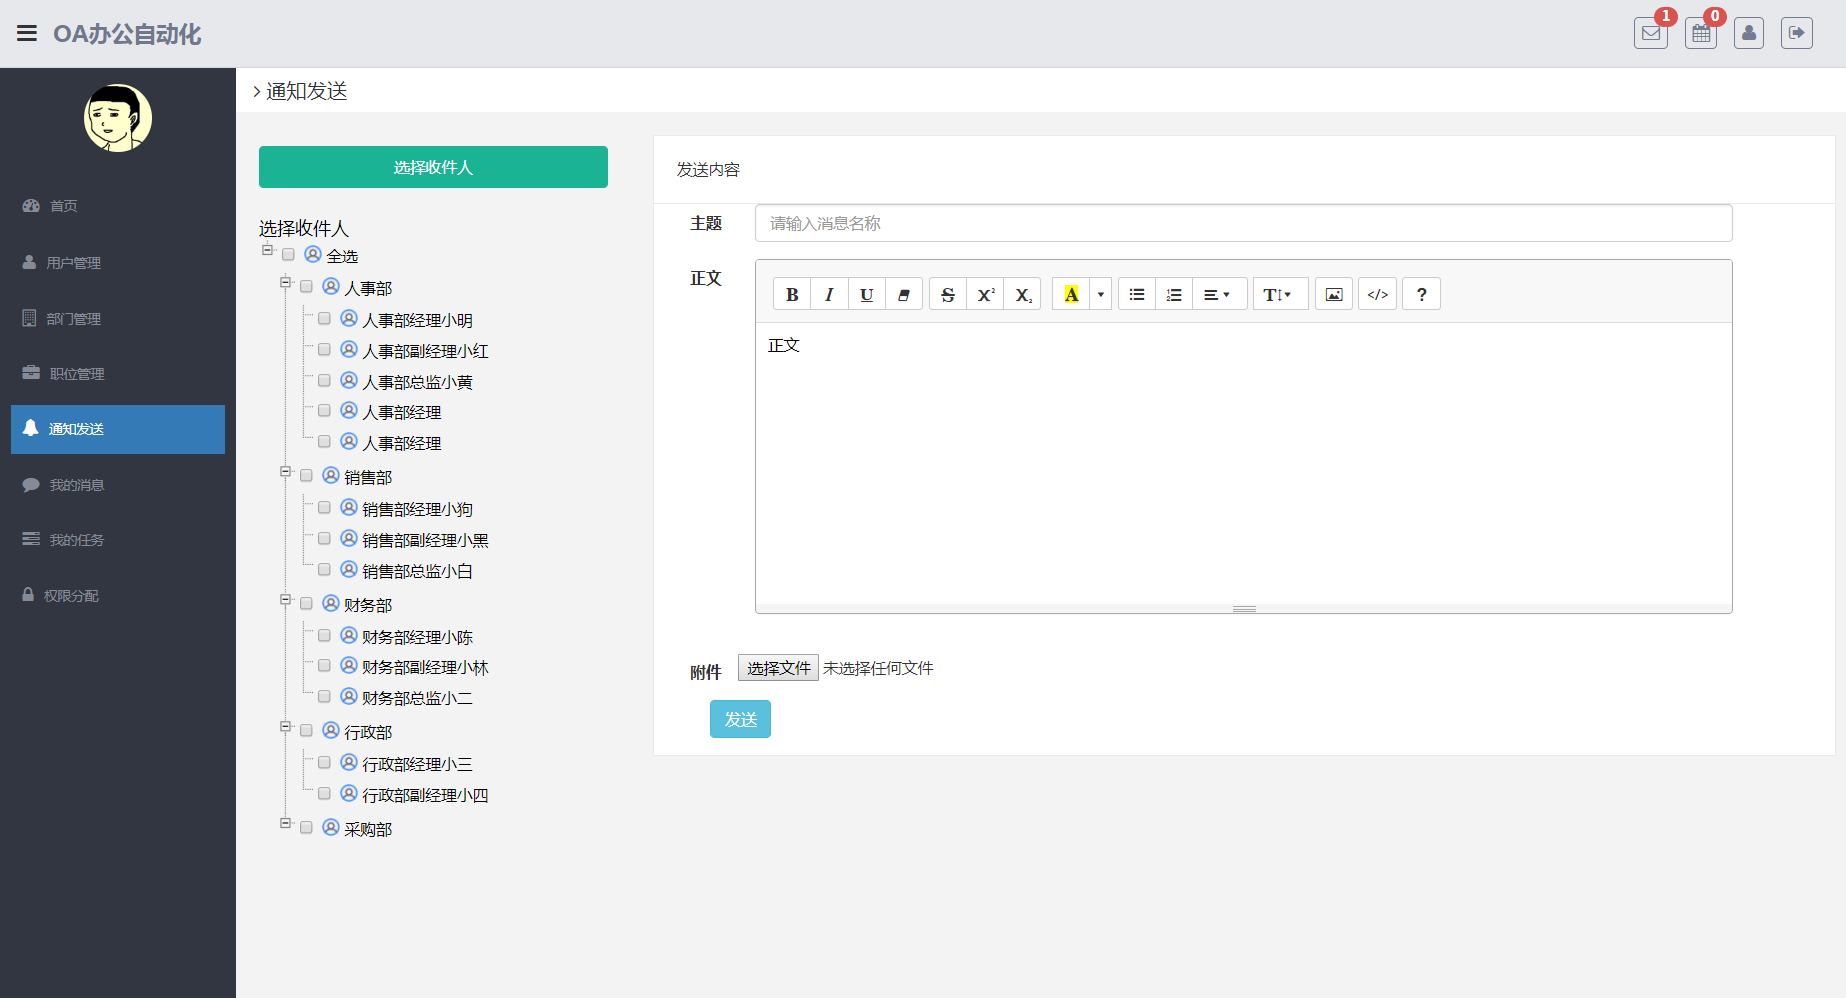 OA办公自动化
1
0
首页
用户管理
部门管理
职位管理
通知发送
我的消息
我的任务
权限分配
通知发送
选择收件人
选择收件人
全选
人事部
人事部经理小明
人事部副经理小红
人事部总监小黄
人事部经理
人事部经理
销售部
销售部经理小狗
销售部副经理小黑
销售部总监小白
财务部
财务部经理小陈
财务部副经理小林
财务部总监小二
行政部
行政部经理小三
行政部副经理小四
采购部
发送内容
主题 请输入消息名称
正文
B I U S X² X₂ A T </> ?
正文
附件 选择文件 未选择任何文件
发送